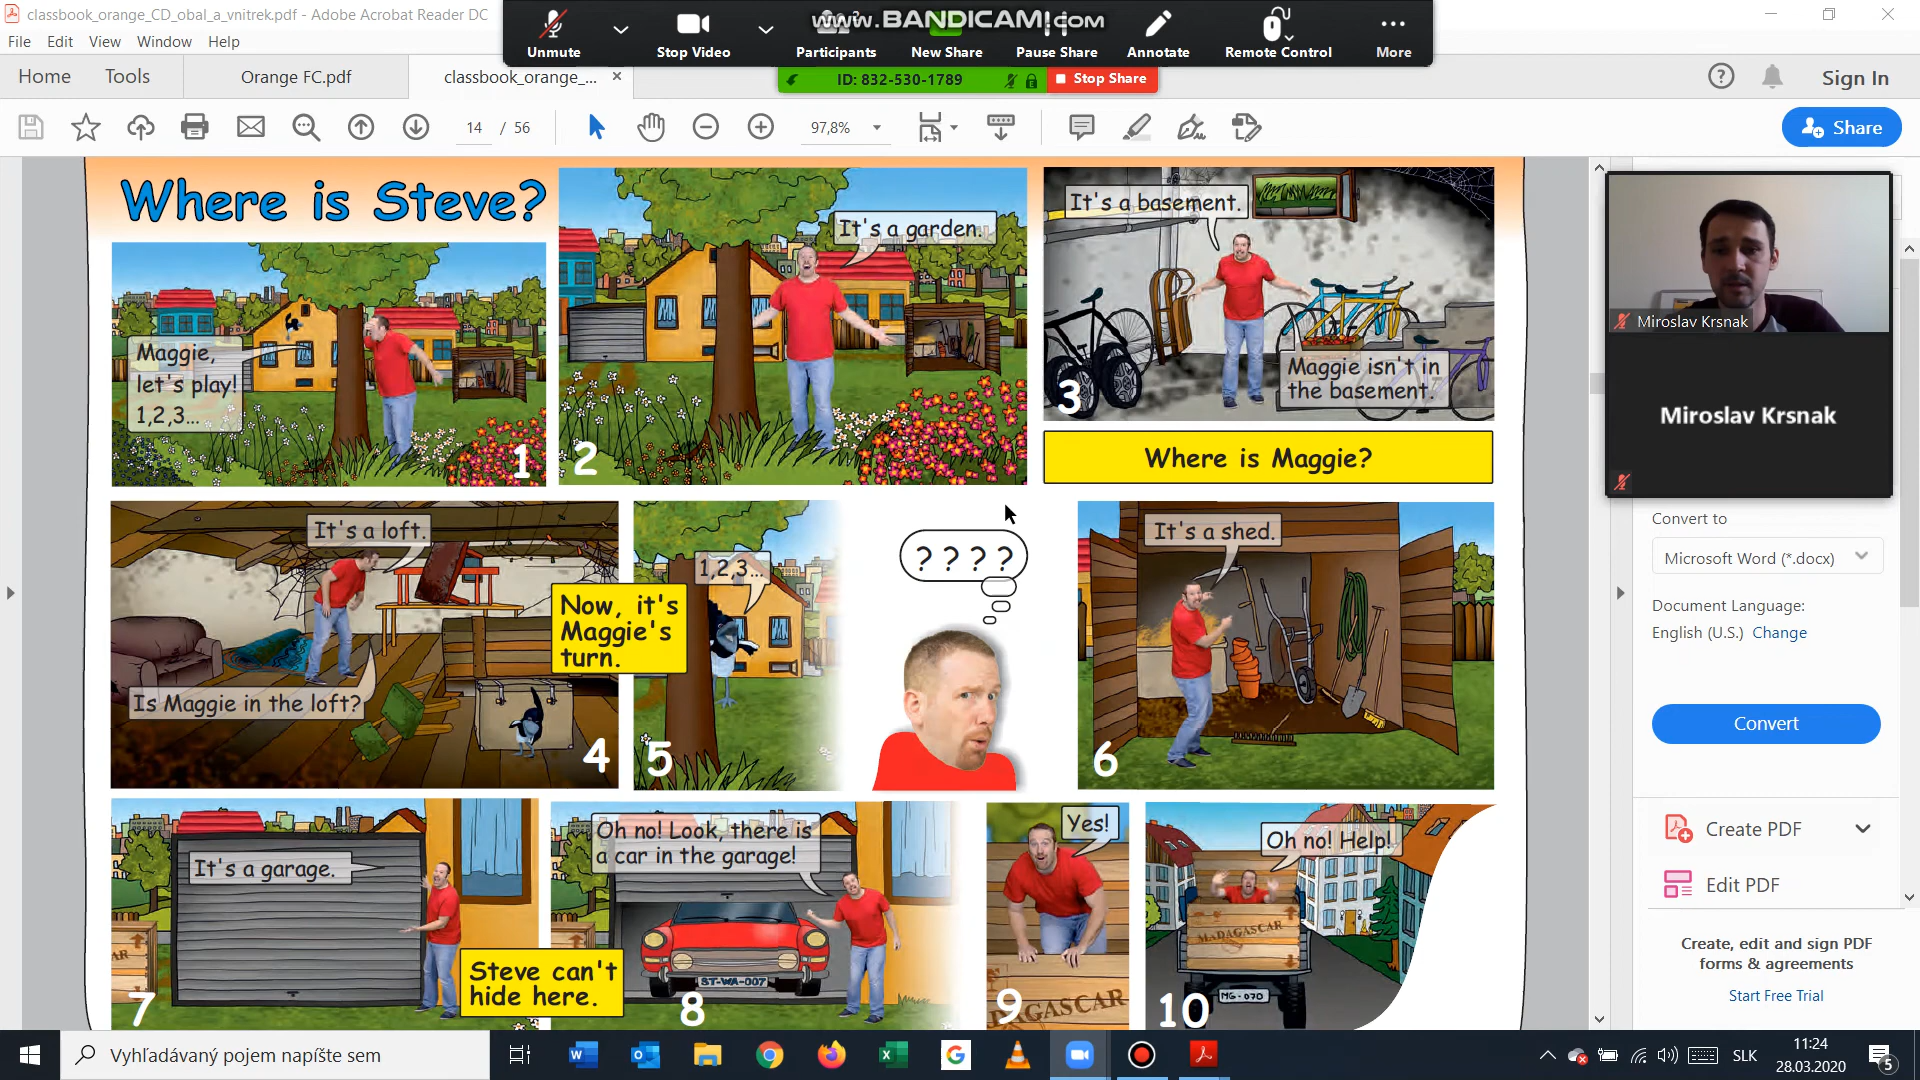 classbook_orange_CD_obal_a_vnitrek.pdf - Adobe Acrobat Reader DC
File Edit View Window Help
www.BANDICAM.com
Unmute Stop Video Participants New Share Pause Share Annotate Remote Control More
ID: 832-530-1789 Stop Share
Home Tools Orange FC.pdf classbook_orange_... ×
Sign In
14 / 56 97,8%
Share
Where is Steve?
Maggie,
let's play!
1,2,3...
1
It's a garden.
2
It's a basement.
Maggie isn't in
the basement.
3
Where is Maggie?
It's a loft.
Is Maggie in the loft?
4
Now, it's
Maggie's
turn.
1,2,3...
5
? ? ? ?
It's a shed.
6
It's a garage.
7
Steve can't
hide here.
Oh no! Look, there is
a car in the garage!
ST-WA-007
8
Yes!
GASCAR
9
Oh no! Help!
MADAGASCAR
MG-070
10
AR
Miroslav Krsnak
Miroslav Krsnak
Convert to
Microsoft Word (*.docx)
Document Language:
English (U.S.) Change
Convert
Create PDF
Edit PDF
Create, edit and sign PDF
forms & agreements
Start Free Trial
Vyhľadávaný pojem napíšte sem
SLK
11:24
28.03.2020
5